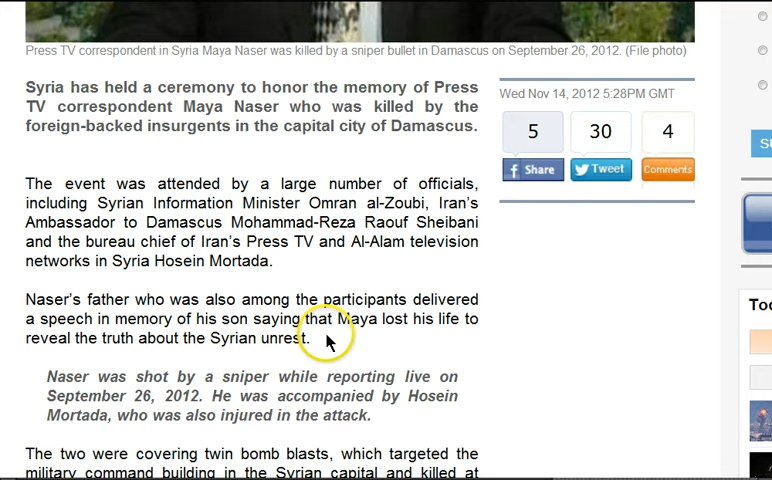 Press TV correspondent in Syria Maya Naser was killed by a sniper bullet in Damascus on September 26, 2012. (File photo)
Syria has held a ceremony to honor the memory of Press
TV correspondent Maya Naser who was killed by the
foreign-backed insurgents in the capital city of Damascus.
Wed Nov 14, 2012 5:28PM GMT
5 30 4
Share Tweet Comments
The event was attended by a large number of officials,
including Syrian Information Minister Omran al-Zoubi, Iran's
Ambassador to Damascus Mohammad-Reza Raouf Sheibani
and the bureau chief of Iran's Press TV and Al-Alam television
networks in Syria Hosein Mortada.
Naser's father who was also among the participants delivered
a speech in memory of his son saying that Maya lost his life to
reveal the truth about the Syrian unrest.
Naser was shot by a sniper while reporting live on
September 26, 2012. He was accompanied by Hosein
Mortada, who was also injured in the attack.
The two were covering twin bomb blasts, which targeted the
military command building in the Syrian capital and killed at